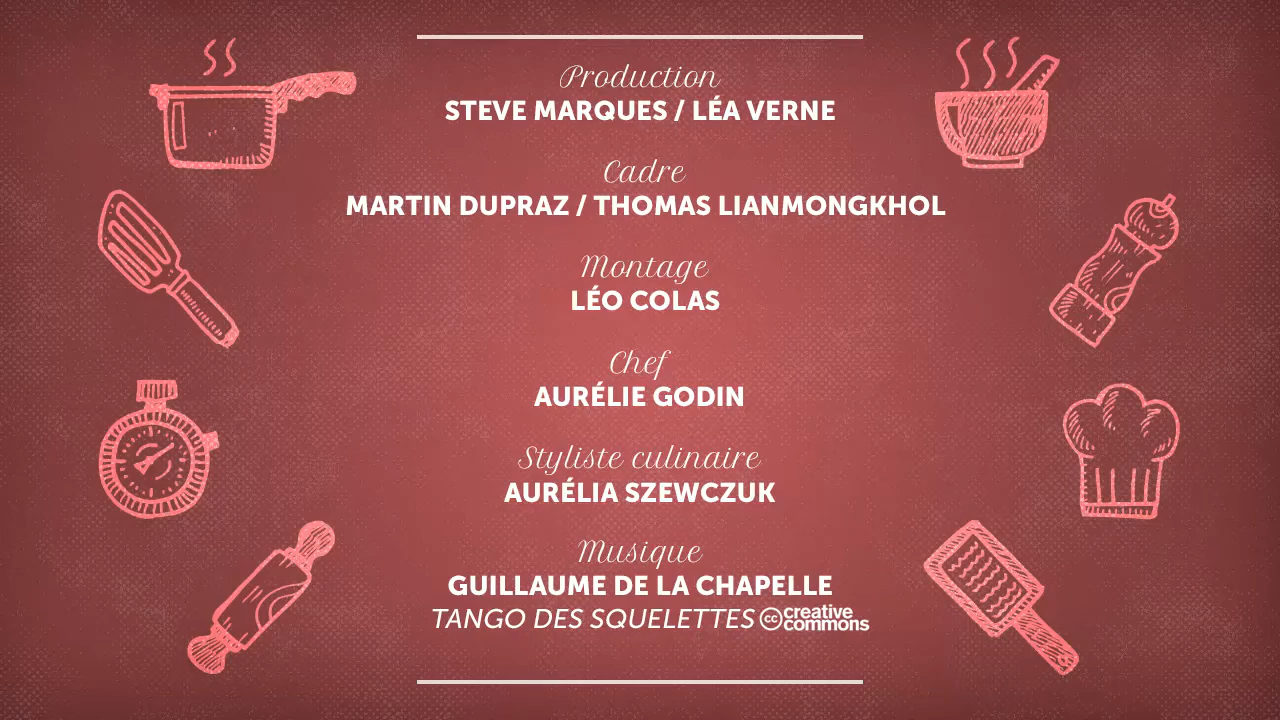 Production
STEVE MARQUES / LÉA VERNE
Cadre
MARTIN DUPRAZ / THOMAS LIANMONGKHOL
Montage
LÉO COLAS
Chef
AURÉLIE GODIN
Styliste culinaire
AURÉLIA SZEWCZUK
Musique
GUILLAUME DE LA CHAPELLE
TANGO DES SQUELETTES cc creative commons